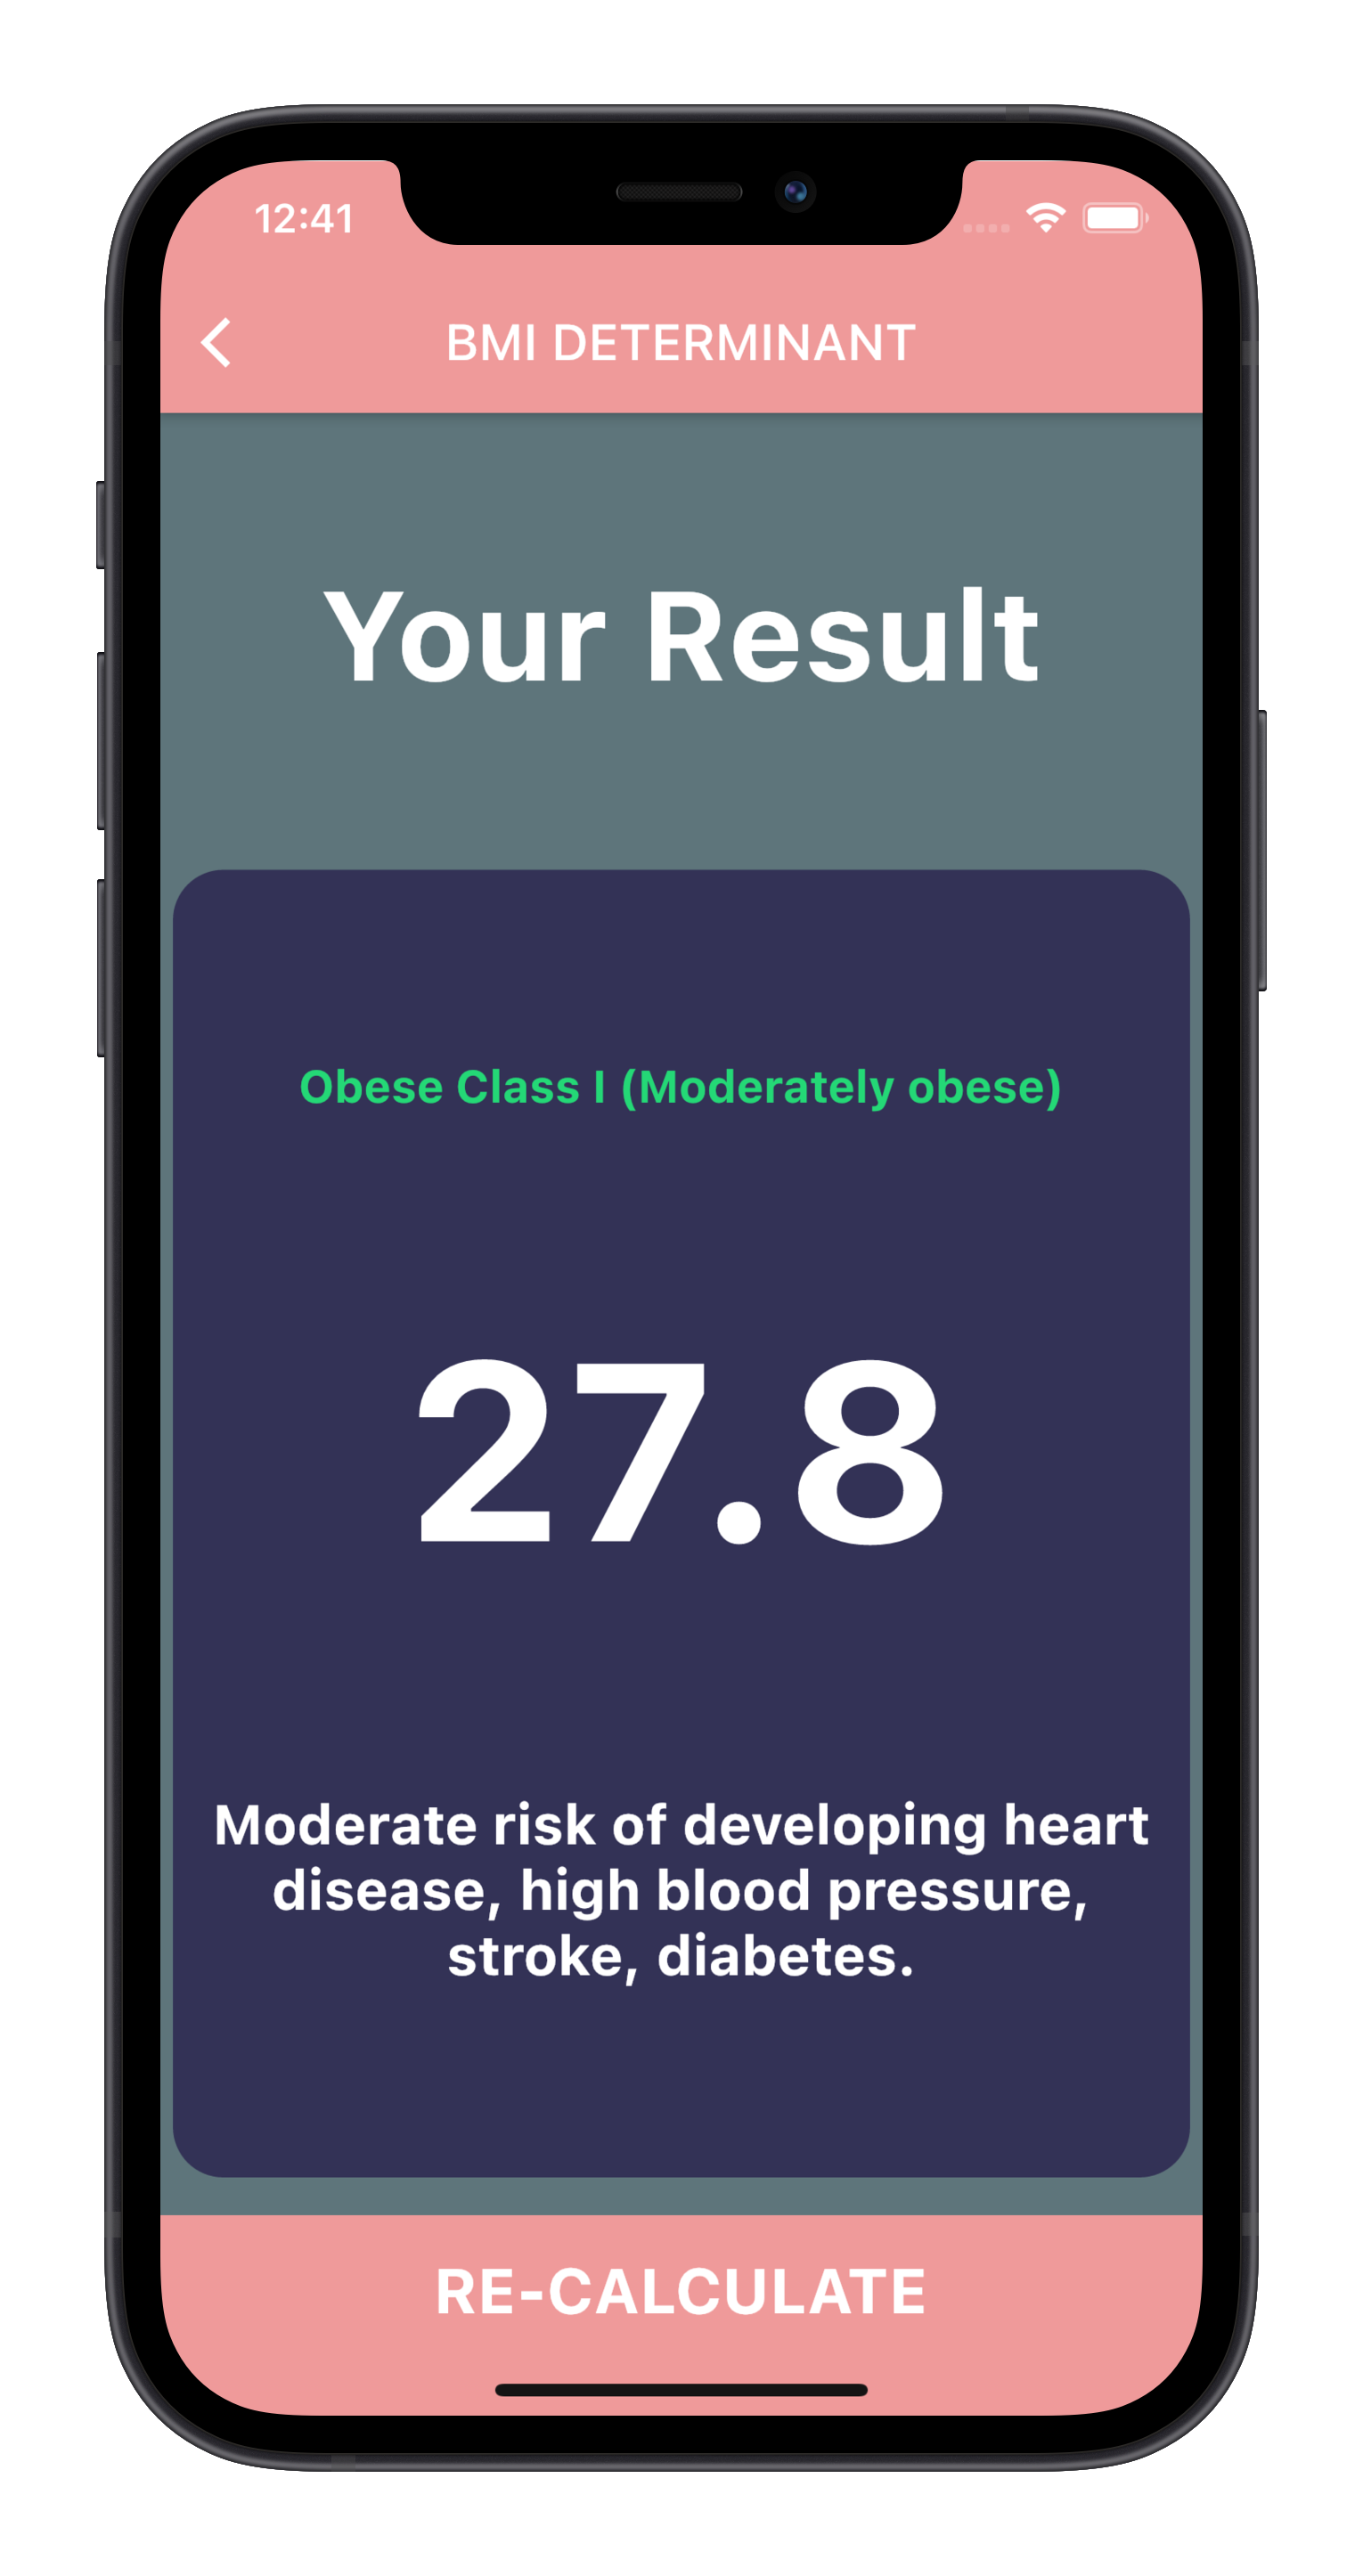 12:41
BMI DETERMINANT
Your Result
Obese Class I (Moderately obese)
27.8
Moderate risk of developing heart
disease, high blood pressure,
stroke, diabetes.
RE-CALCULATE